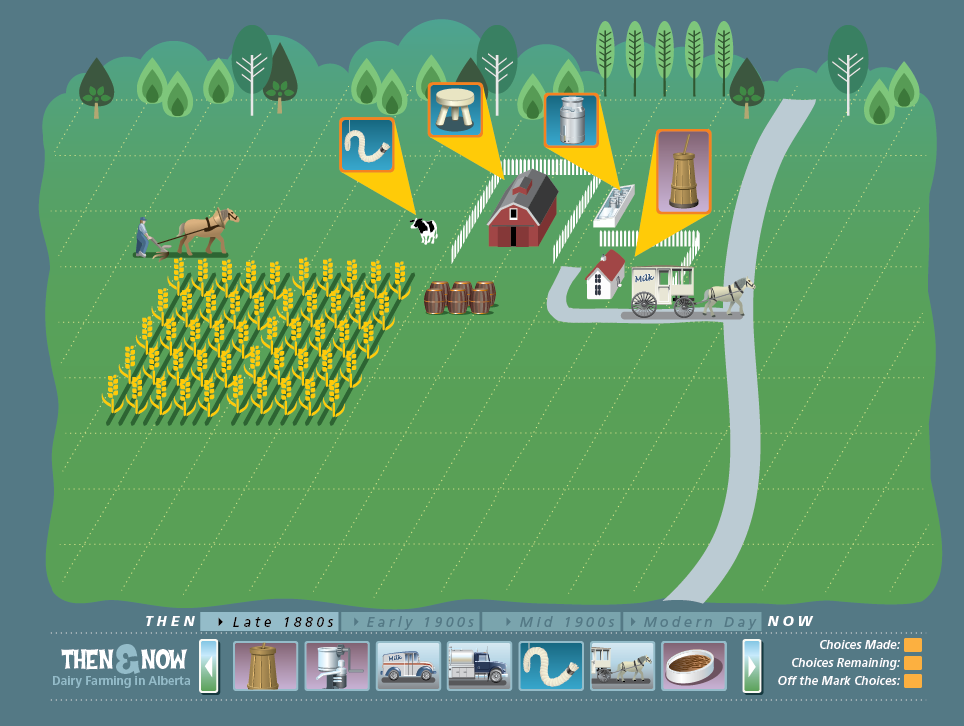 Milk
THEN Late 1880s Early 1900s Mid 1900s Modern Day NOW
THEN & NOW
Dairy Farming in Alberta
Milk
Choices Made:
Choices Remaining:
Off the Mark Choices: